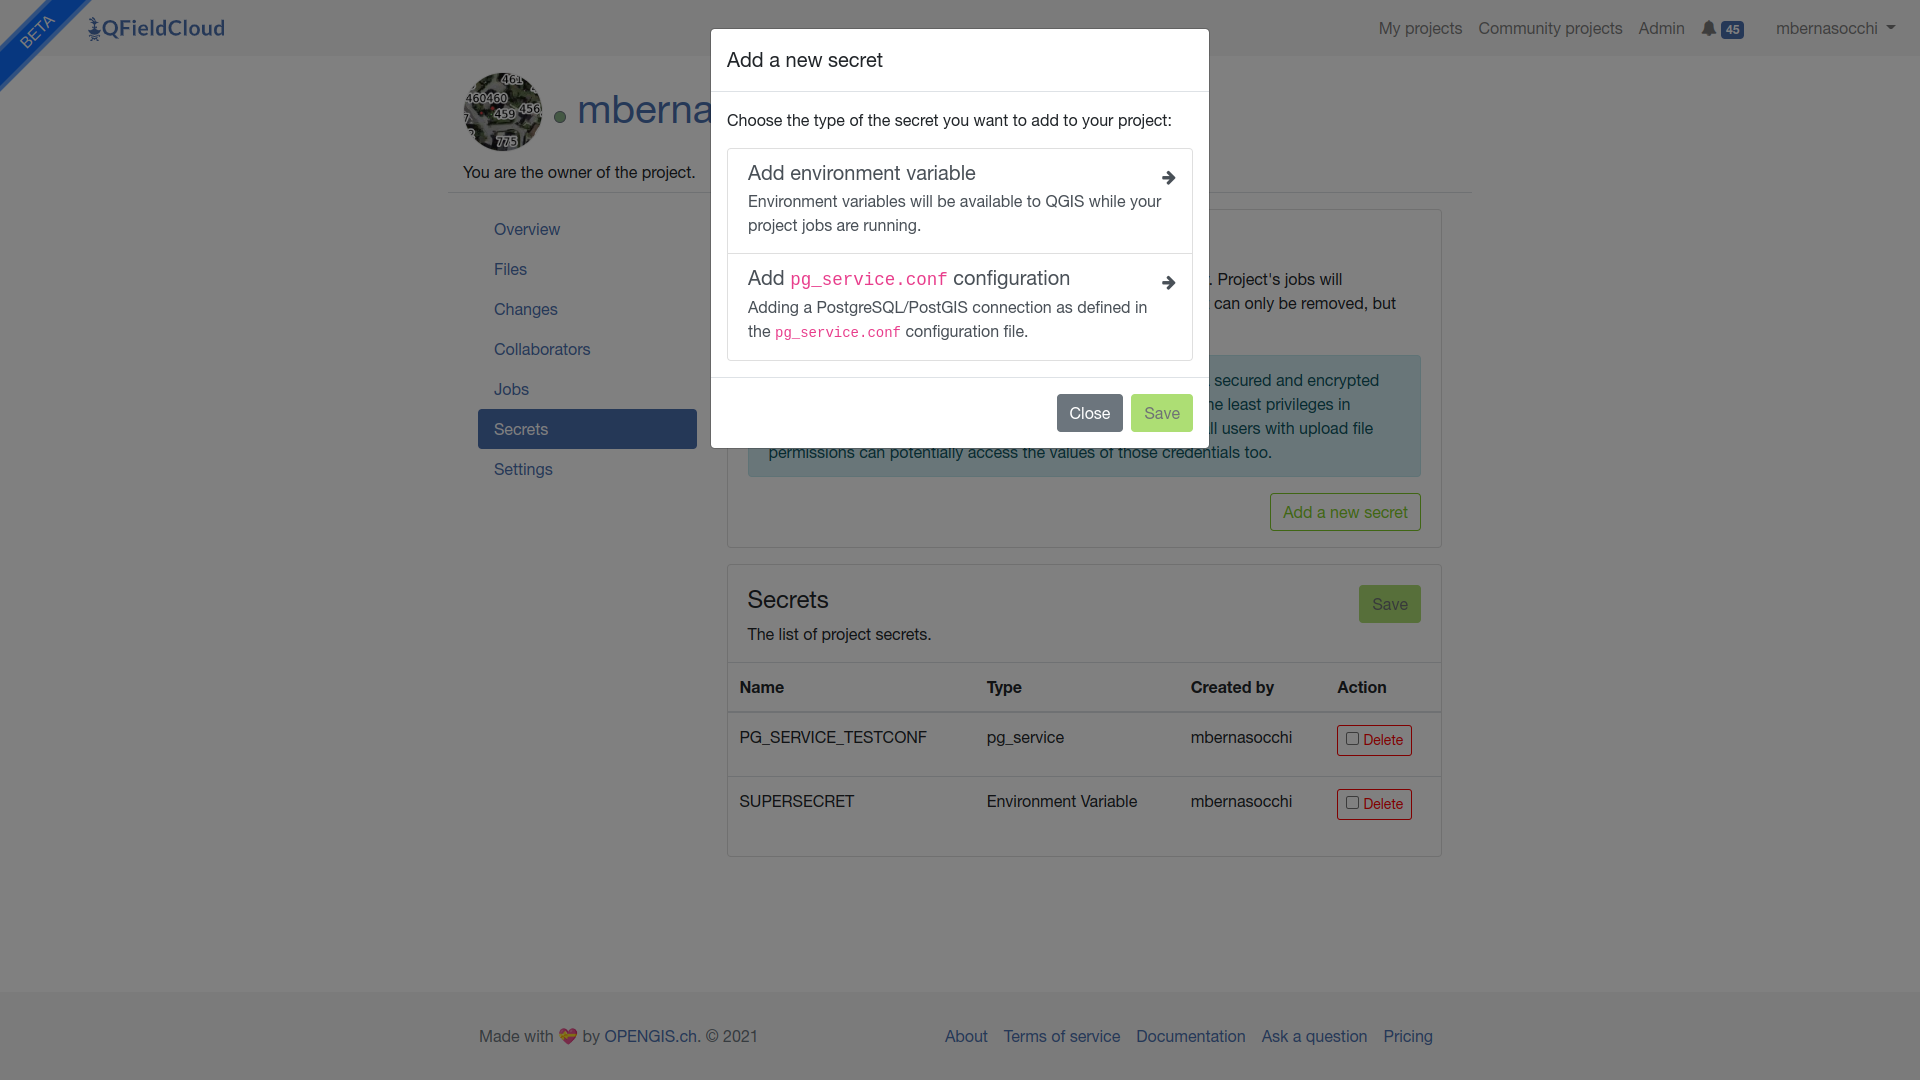 BETA
QFieldCloud
My projects Community projects Admin 45 mbernasocchi
Add a new secret
461
460460
456
459
775
mberna
Choose the type of the secret you want to add to your project:
You are the owner of the project.
Add environment variable
Environment variables will be available to QGIS while your
project jobs are running.
Add pg_service.conf configuration
Adding a PostgreSQL/PostGIS connection as defined in
the pg_service.conf configuration file.
Close Save
Overview
Files
Changes
Collaborators
Jobs
Secrets
Settings
. Project's jobs will
can only be removed, but
secured and encrypted
least privileges in
users with upload file
permissions can potentially access the values of those credentials too.
Add a new secret
Secrets
Save
The list of project secrets.
Name Type Created by Action
PG_SERVICE_TESTCONF pg_service mbernasocchi Delete
SUPERSECRET Environment Variable mbernasocchi Delete
Made with 💝 by OPENGIS.ch. © 2021
About Terms of service Documentation Ask a question Pricing